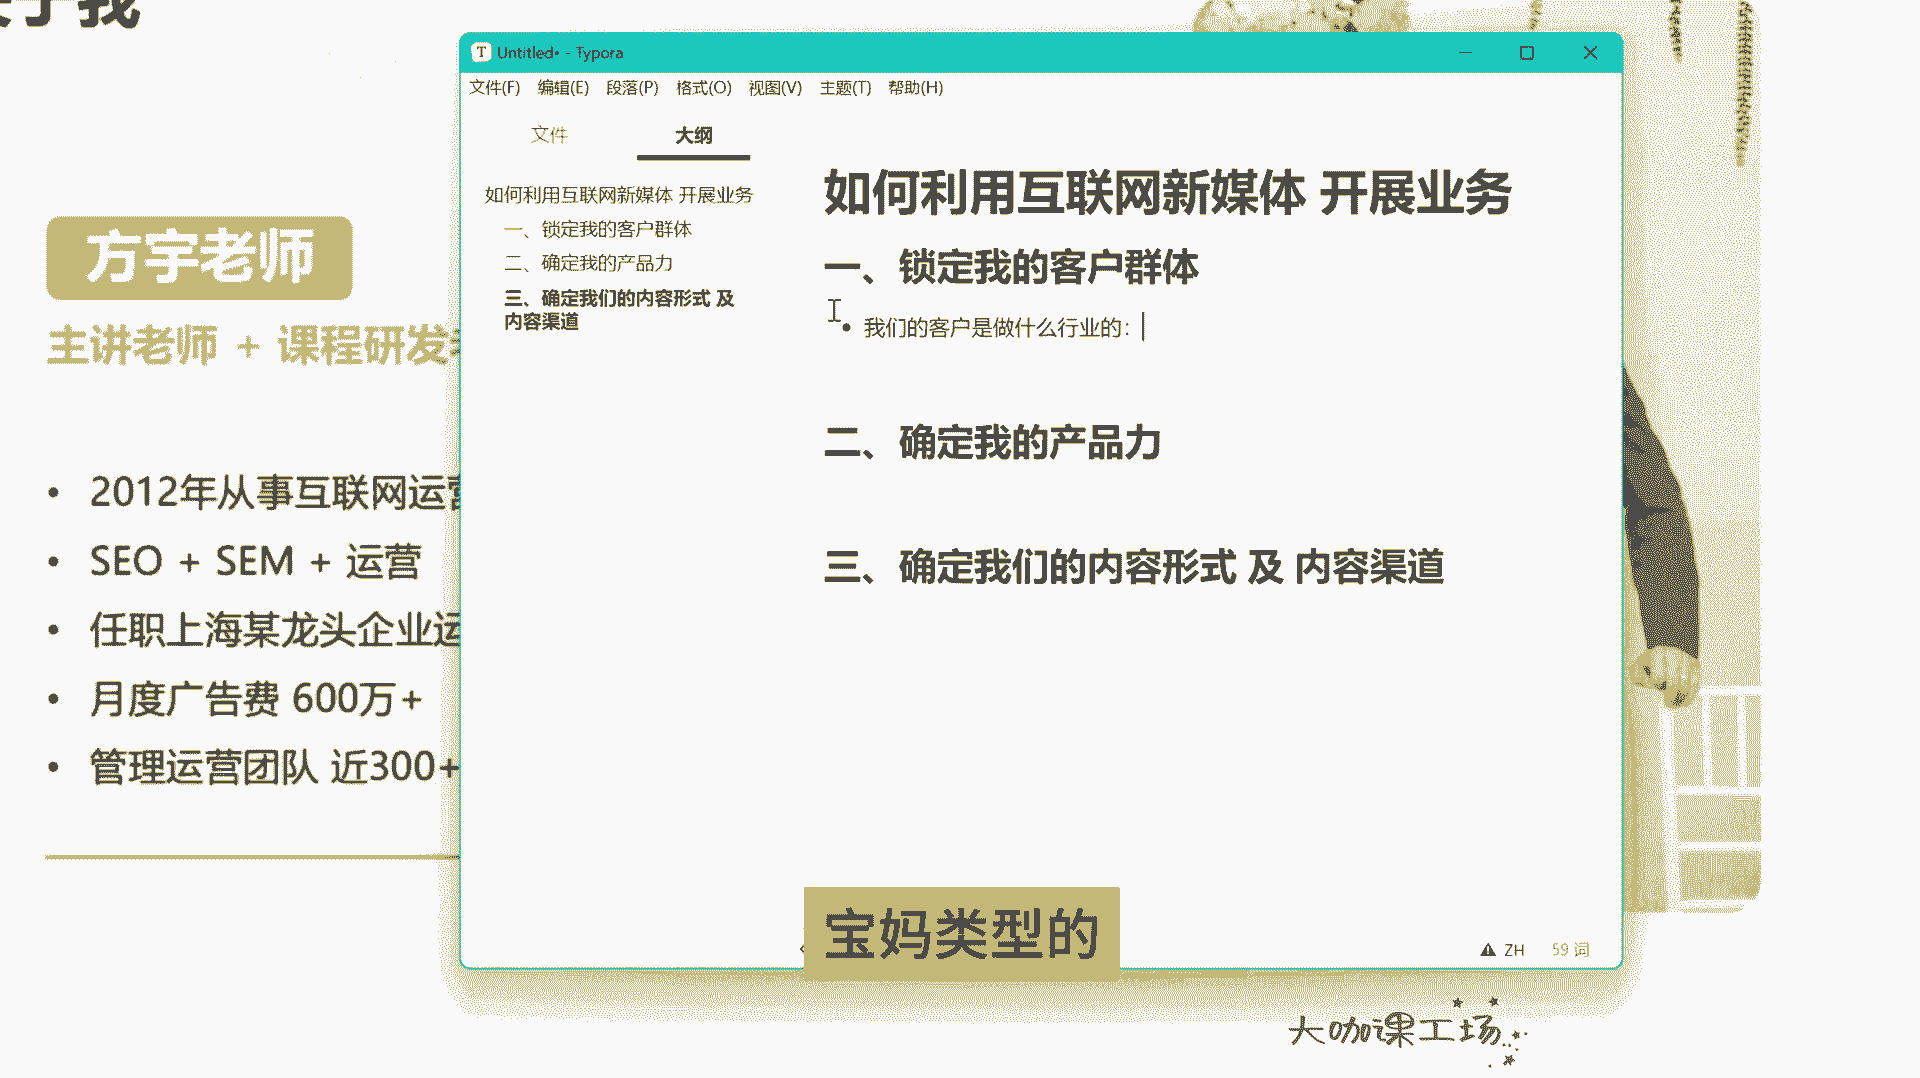 我
方宇老师
主讲老师 + 课程研发
2012年从事互联网运营
SEO + SEM + 运营
任职上海某龙头企业运
月度广告费 600万+
管理运营团队 近300+
Untitled• - Typora
文件(F) 编辑(E) 段落(P) 格式(O) 视图(V) 主题(T) 帮助(H)
文件 大纲
如何利用互联网新媒体 开展业务
一、锁定我的客户群体
二、确定我的产品力
三、确定我们的内容形式 及
内容渠道
如何利用互联网新媒体 开展业务
一、锁定我的客户群体
我们的客户是做什么行业的：
二、确定我的产品力
三、确定我们的内容形式 及 内容渠道
宝妈类型的
ZH 59 词
大咖课工场